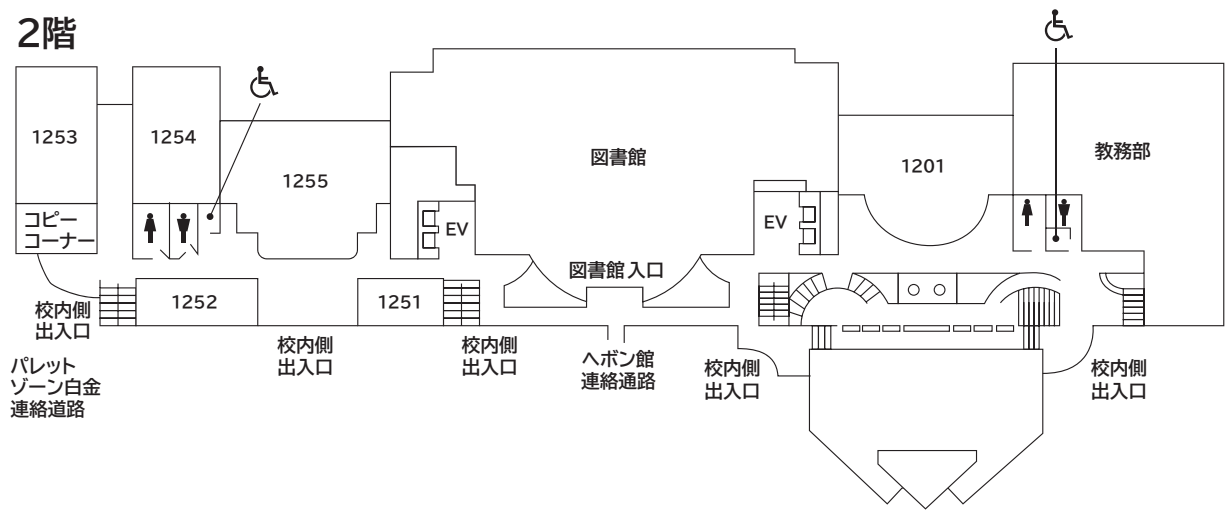 2階
1253
1254
1255
図書館
1201
教務部
コピー
コーナー
EV
EV
図書館 入口
1252
1251
校内側
出入口
パレット
ゾーン白金
連絡道路
校内側
出入口
校内側
出入口
ヘボン館
連絡通路
校内側
出入口
校内側
出入口